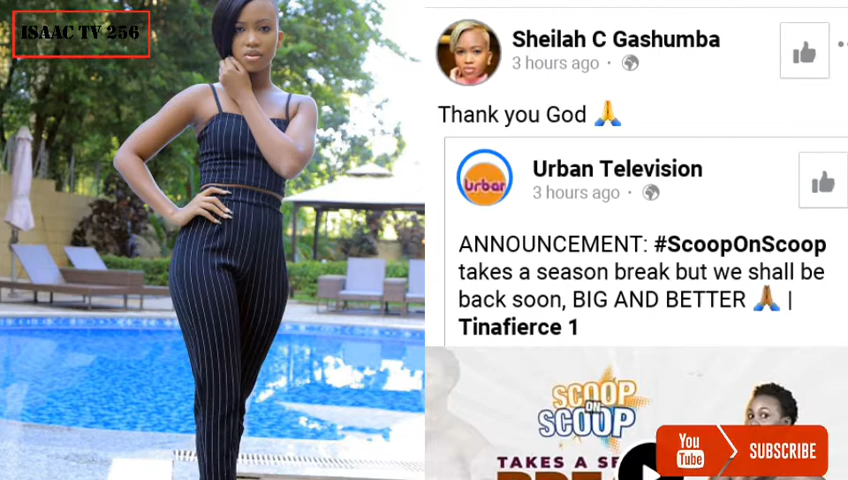 ISAAC TV 256
Sheilah C Gashumba
3 hours ago ·
Thank you God 🙏
Urban Television
Urban
3 hours ago ·
ANNOUNCEMENT: #ScoopOnScoop
takes a season break but we shall be
back soon, BIG AND BETTER 🙏🏾 |
Tinafierce 1
SCOOP
ON
SCOOP
TAKES A SE
You
Tube
SUBSCRIBE